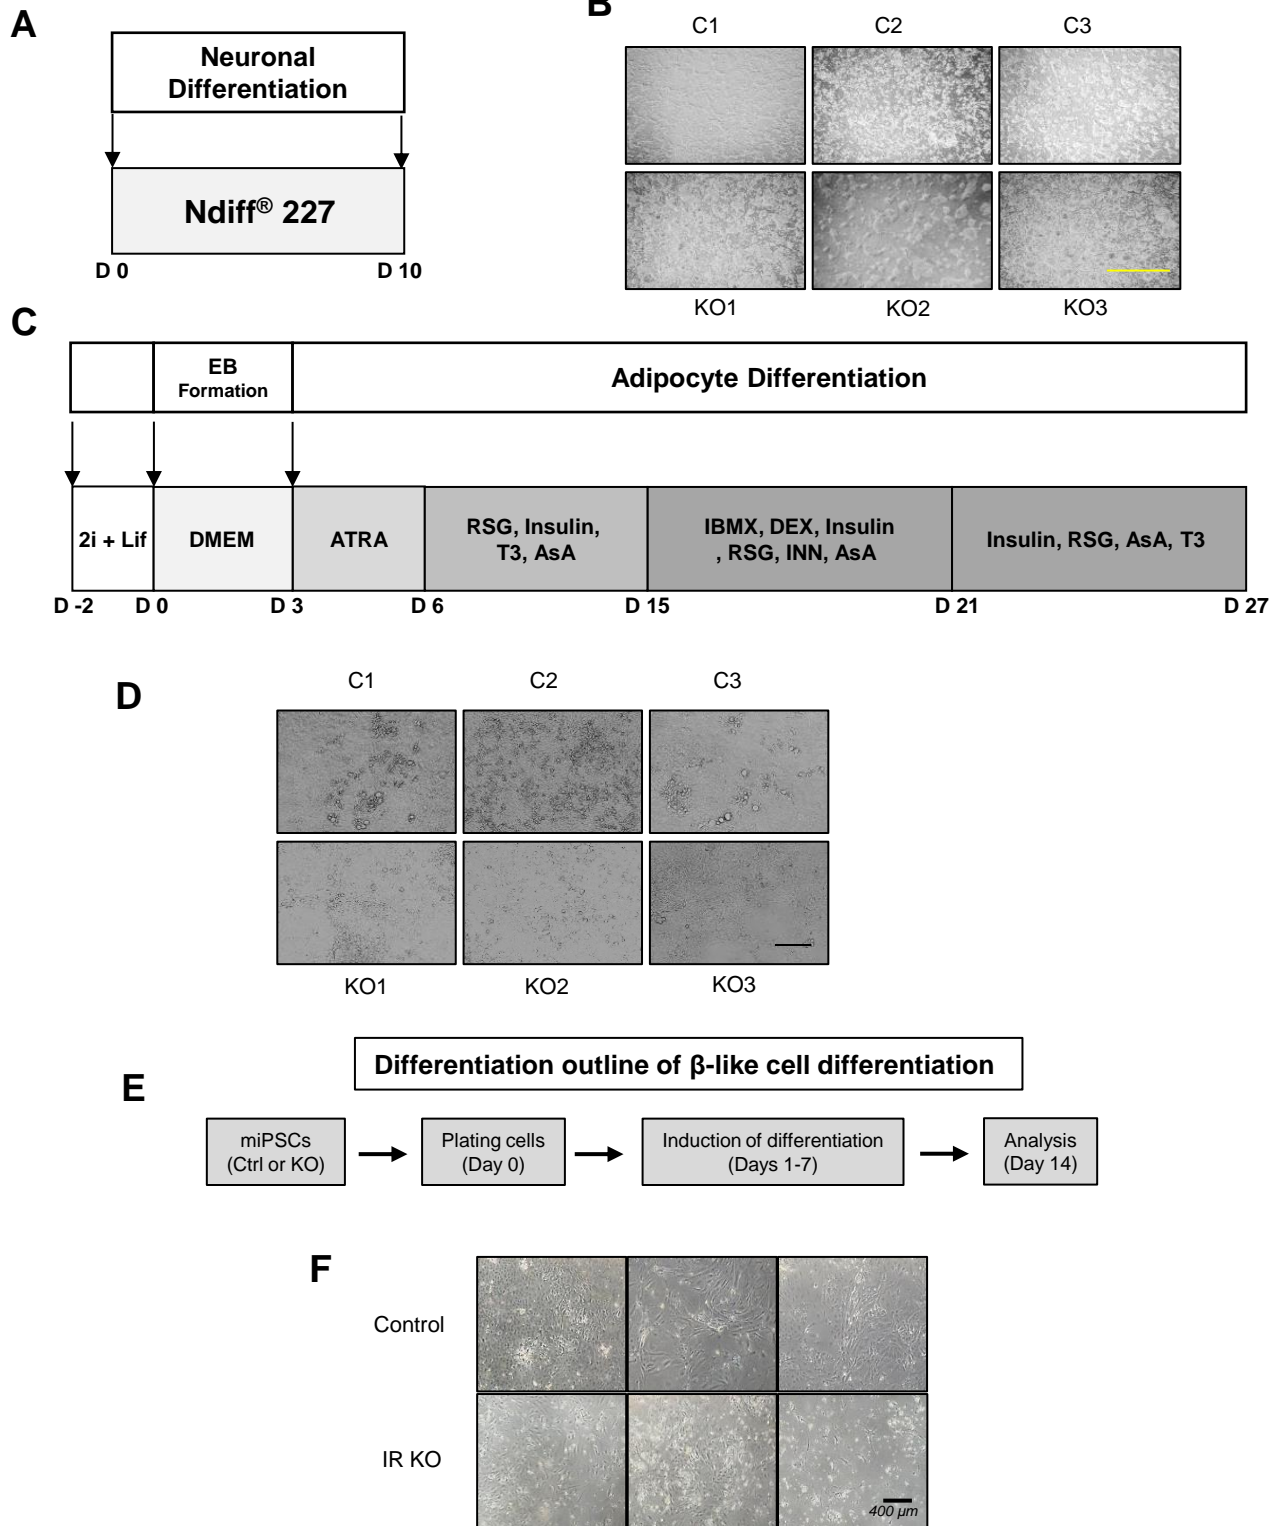 A
Neuronal
Differentiation
Ndiff® 227
D 0
D 10
B
C1
C2
C3
KO1
KO2
KO3
C
EB
Formation
Adipocyte Differentiation
2i + Lif
DMEM
ATRA
RSG, Insulin,
T3, AsA
IBMX, DEX, Insulin
, RSG, INN, AsA
Insulin, RSG, AsA, T3
D -2
D 0
D 3
D 6
D 15
D 21
D 27
D
C1
C2
C3
KO1
KO2
KO3
Differentiation outline of β-like cell differentiation
E
miPSCs
(Ctrl or KO)
Plating cells
(Day 0)
Induction of differentiation
(Days 1-7)
Analysis
(Day 14)
F
Control
IR KO
400 μm